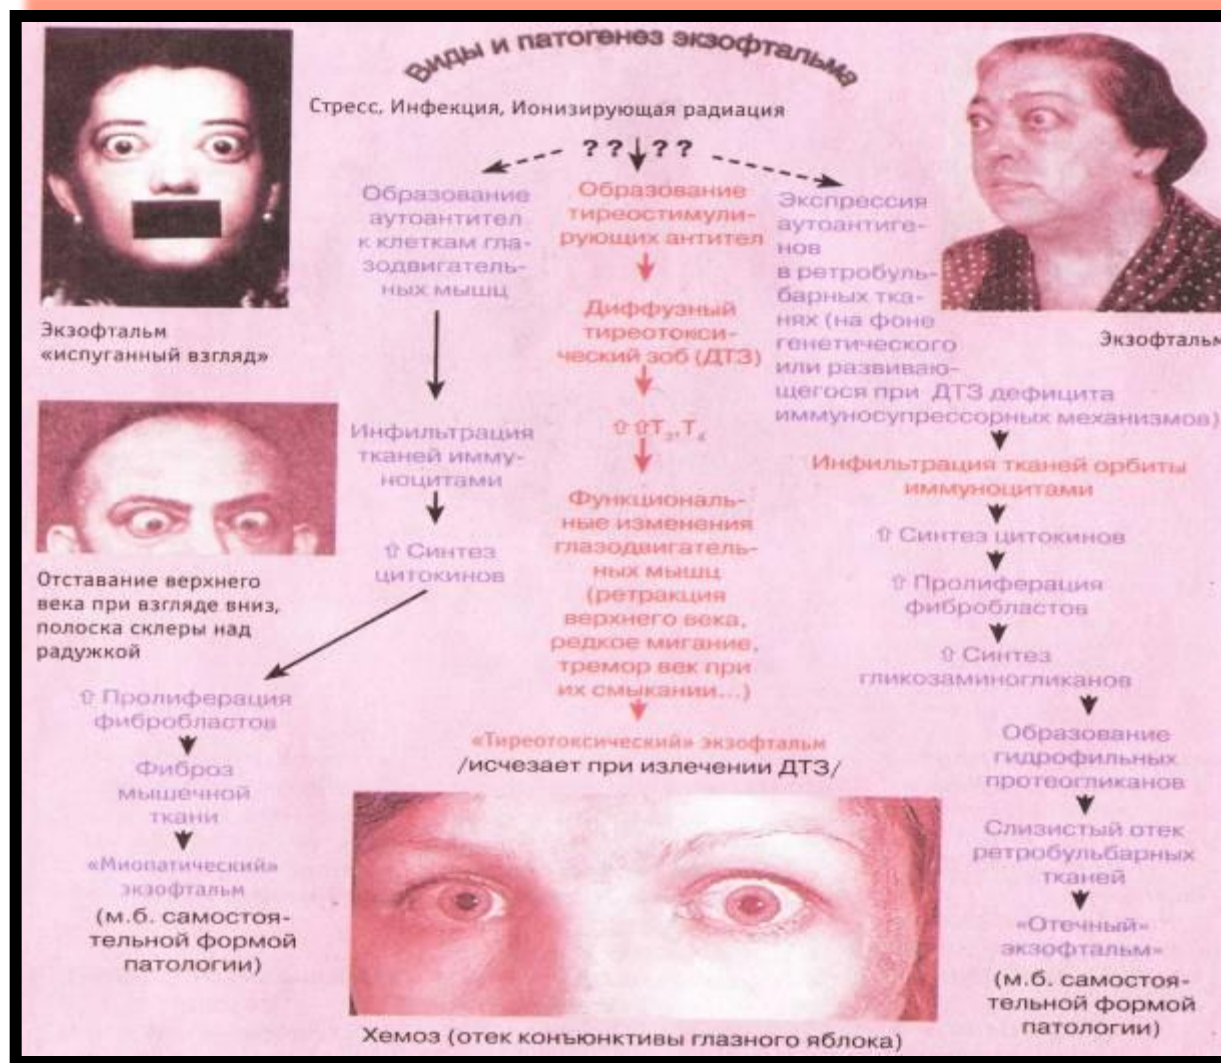 Виды и патогенез экзофтальма
Стресс, Инфекция, Ионизирующая радиация
? ? ? ?
Образование
аутоантител
к клеткам гла-
зодвигатель-
ных мышц
Инфильтрация
тканей имму-
ноцитами
⇧ Синтез
цитокинов
⇧ Пролиферация
фибробластов
Фиброз
мышечной
ткани
«Миопатический»
экзофтальм
(м.б. самостоя-
тельной формой
патологии)
Образование
тиреостимули-
рующих антител
Диффузный
тиреотокси-
ческий зоб (ДТЗ)
⇧⇧T₃,T₄
Функциональ-
ные изменения
глазодвигатель-
ных мышц
(ретракция
верхнего века,
редкое мигание,
тремор век при
их смыкании...)
«Тиреотоксический» экзофтальм
/исчезает при излечении ДТЗ/
Экспрессия
аутоантиге-
нов
в ретробуль-
барных тка-
нях (на фоне
генетического
или развиваю-
щегося при ДТЗ дефицита
иммуносупрессорных механизмов)
Инфильтрация тканей орбиты
иммуноцитами
⇧ Синтез цитокинов
⇧ Пролиферация
фибробластов
⇧ Синтез
гликозаминогликанов
Образование
гидрофильных
протеогликанов
Слизистый отек
ретробульбарных
тканей
«Отечный»
экзофтальм»
(м.б. самостоя-
тельной формой
патологии)
Экзофтальм
«испуганный взгляд»
Отставание верхнего
века при взгляде вниз,
полоска склеры над
радужкой
Экзофтальм
Хемоз (отек конъюнктивы глазного яблока)